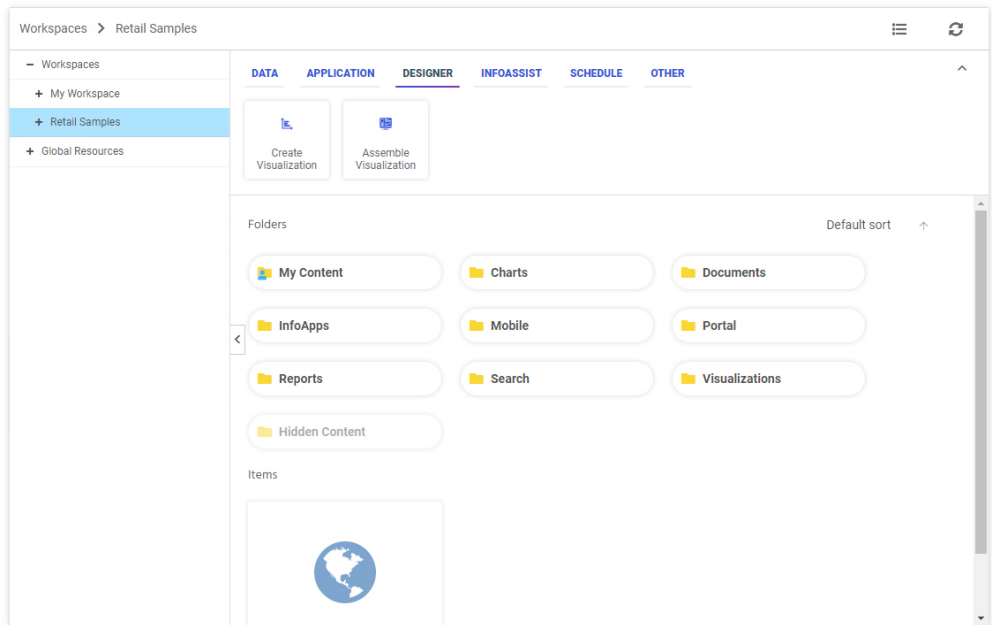 Workspaces > Retail Samples
Workspaces
My Workspace
Retail Samples
Global Resources
DATA APPLICATION DESIGNER INFOASSIST SCHEDULE OTHER
Create Visualization
Assemble Visualization
Folders Default sort
My Content Charts Documents
InfoApps Mobile Portal
Reports Search Visualizations
Hidden Content
Items